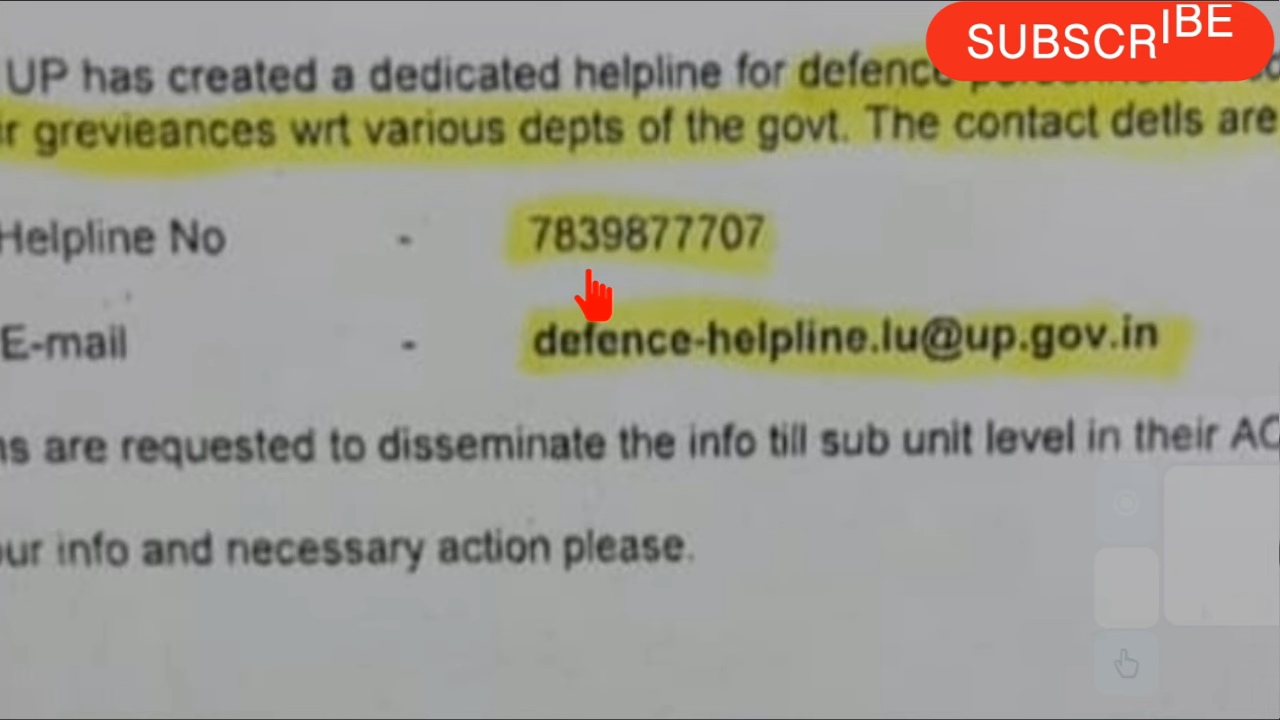 SUBSCRIBE
UP has created a dedicated helpline for defence
ir grevieances wrt various depts of the govt. The contact detls are
Helpline No - 7839877707
E-mail - defence-helpline.lu@up.gov.in
ns are requested to disseminate the info till sub unit level in their AO
our info and necessary action please.